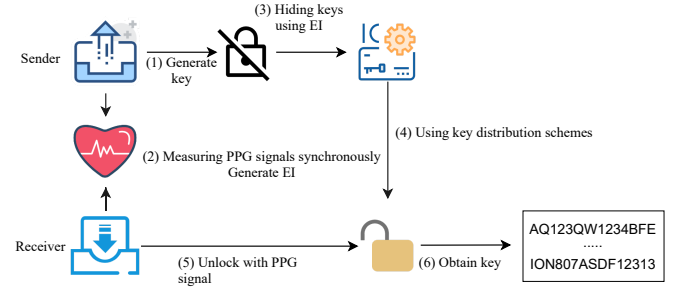 (3) Hiding keys
using EI
Sender
(1) Generate
key
(2) Measuring PPG signals synchronously
Generate EI
(4) Using key distribution schemes
Receiver
(5) Unlock with PPG
signal
(6) Obtain key
AQ123QW1234BFE
.....
ION807ASDF12313